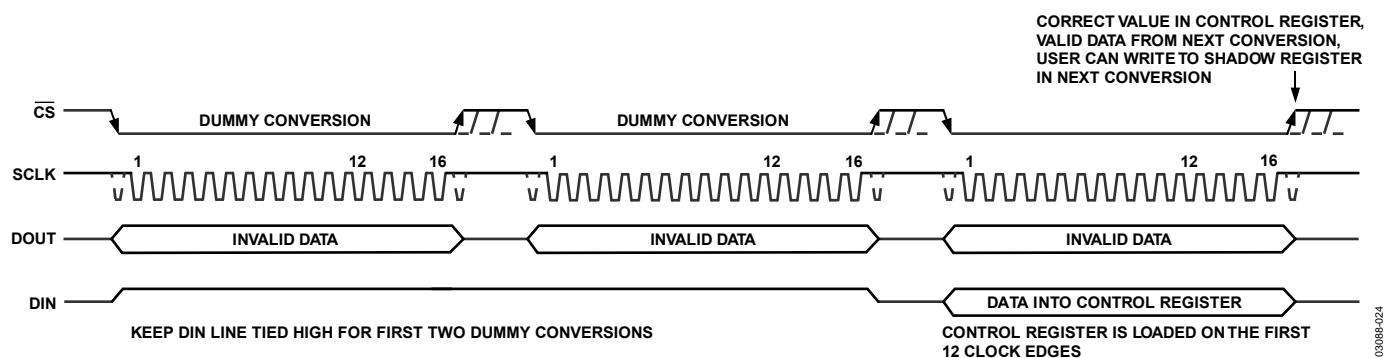 CORRECT VALUE IN CONTROL REGISTER,
VALID DATA FROM NEXT CONVERSION,
USER CAN WRITE TO SHADOW REGISTER
IN NEXT CONVERSION
CS DUMMY CONVERSION DUMMY CONVERSION
SCLK 1 12 16 1 12 16 1 12 16
DOUT INVALID DATA INVALID DATA INVALID DATA
DIN DATA INTO CONTROL REGISTER
KEEP DIN LINE TIED HIGH FOR FIRST TWO DUMMY CONVERSIONS
CONTROL REGISTER IS LOADED ON THE FIRST
12 CLOCK EDGES
03088-024